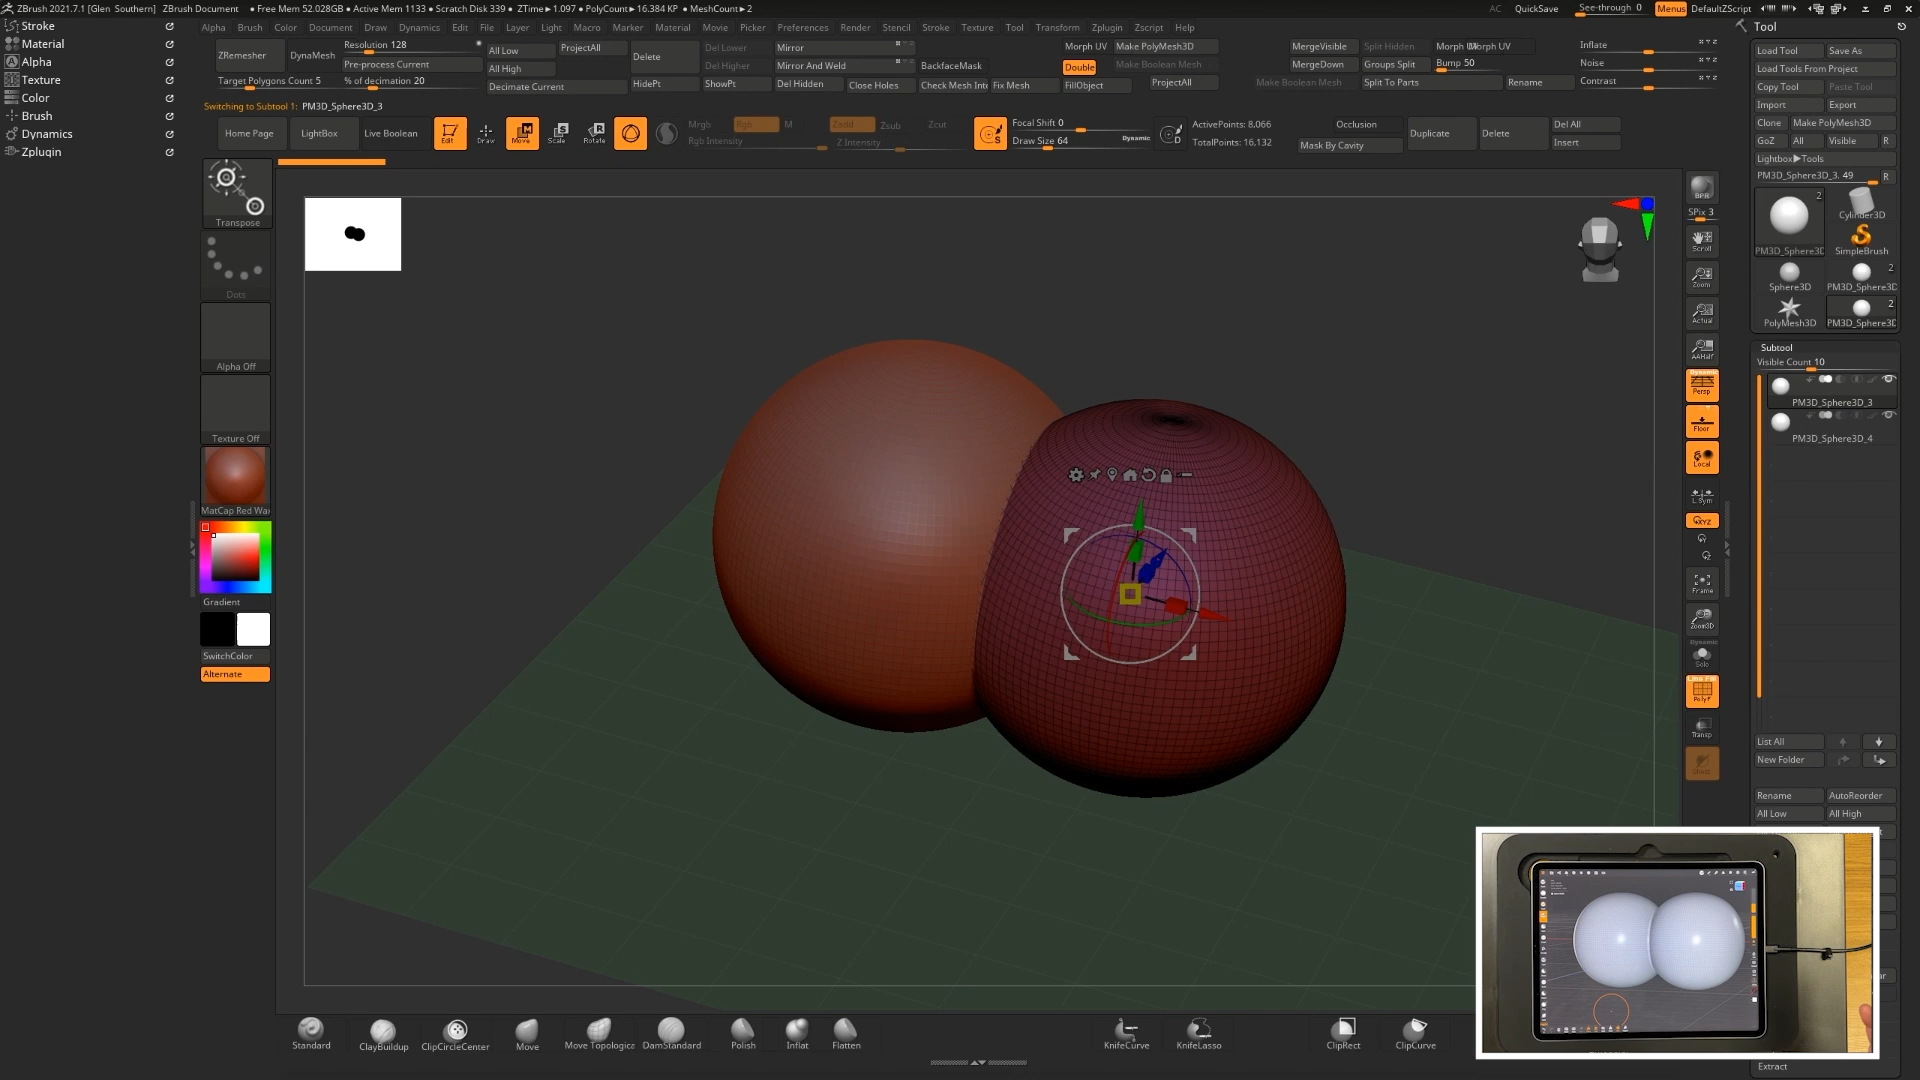 ZBrush 2021.7.1 [Glen Southern] ZBrush Document • Free Mem 52.028GB • Active Mem 1133 • Scratch Disk 339 • ZTime▸1.097 • PolyCount▸16.384 KP • MeshCount▸2
AC QuickSave See-through 0 Menus DefaultZScript
Alpha Brush Color Document Draw Dynamics Edit File Layer Light Macro Marker Material Movie Picker Preferences Render Stencil Stroke Texture Tool Transform Zplugin Zscript Help
Stroke
Material
Alpha
Texture
Color
Brush
Dynamics
Zplugin
ZRemesher DynaMesh
Resolution 128
Pre-process Current
Target Polygons Count 5 % of decimation 20
All Low
All High
Decimate Current
ProjectAll
Delete
HidePt
Del Lower
Del Higher
ShowPt
Mirror
Mirror And Weld
Del Hidden
Close Holes
BackfaceMask
Check Mesh Inte
Fix Mesh
Morph UV
Double
FillObject
Make PolyMesh3D
Make Boolean Mesh
ProjectAll
MergeVisible
MergeDown
Make Boolean Mesh
Split Hidden
Groups Split
Split To Parts
Morph UV
Bump 50
Rename
Inflate
Noise
Contrast
Switching to Subtool 1: PM3D_Sphere3D_3
Home Page LightBox Live Boolean
Edit Draw Move Scale Rotate
Mrgb Rgb M
Rgb Intensity
Zadd Zsub Zcut
Z Intensity
S
Focal Shift 0
Draw Size 64
Dynamic
D
ActivePoints: 8,066
TotalPoints: 16,132
Occlusion
Mask By Cavity
Duplicate
Delete
Del All
Insert
Transpose
Dots
Alpha Off
Texture Off
MatCap Red Wax
Gradient
SwitchColor
Alternate
BPR
SPix 3
Scroll
Zoom
Actual
AAHalf
Dynamic
Persp
Floor
Local
L.Sym
XYZ
Frame
Zoom3D
Dynamic
Solo
Line Fill
PolyF
Transp
Tool
Load Tool Save As
Load Tools From Project
Copy Tool Paste Tool
Import Export
Clone Make PolyMesh3D
GoZ All Visible R
Lightbox▶Tools
PM3D_Sphere3D_3. 49 R
2
PM3D_Sphere3D
Cylinder3D
SimpleBrush
Sphere3D
2
PM3D_Sphere3D
PolyMesh3D
2
PM3D_Sphere3D
Subtool
Visible Count 10
PM3D_Sphere3D_3
PM3D_Sphere3D_4
List All
New Folder
Rename AutoReorder
All Low All High
Extract
Standard ClayBuildup ClipCircleCenter Move Move Topologica DamStandard Polish Inflat Flatten KnifeCurve KnifeLasso ClipRect ClipCurve